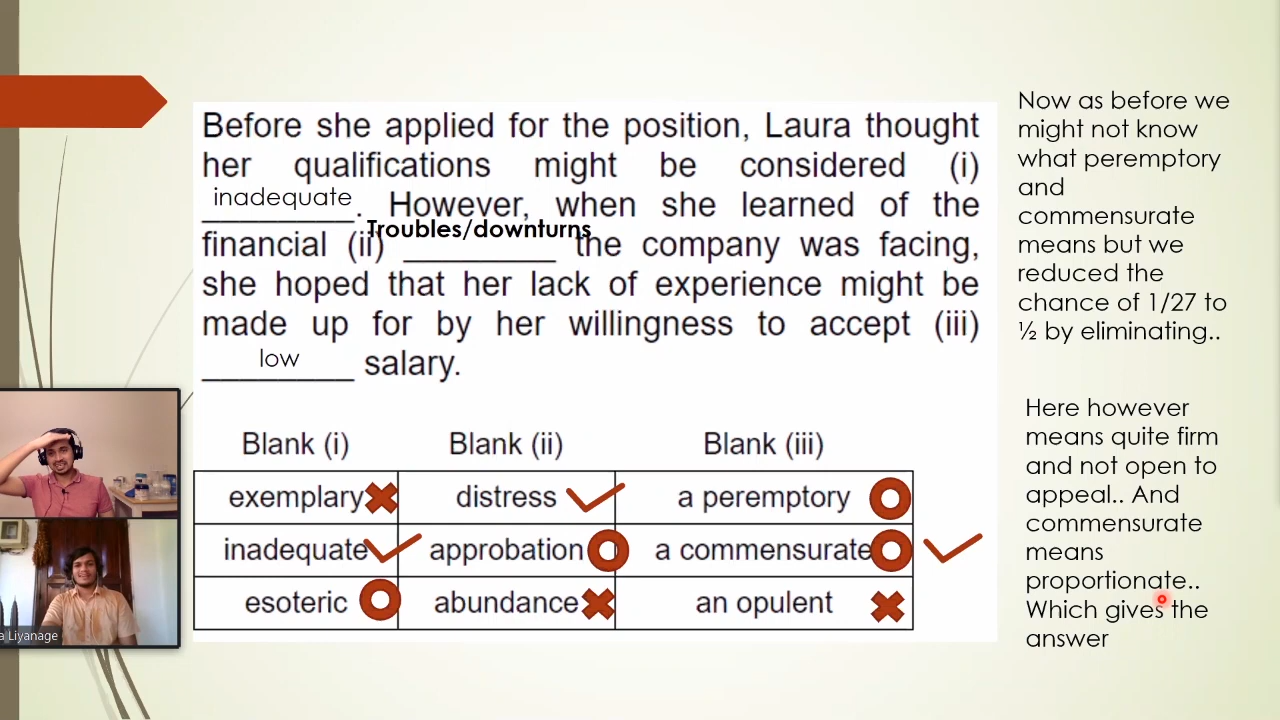 Before she applied for the position, Laura thought
her qualifications might be considered (i)
inadequate. However, when she learned of the
Troubles/downturns
financial (ii) ________ the company was facing,
she hoped that her lack of experience might be
made up for by her willingness to accept (iii)
low salary.
Blank (i) Blank (ii) Blank (iii)
exemplary distress a peremptory
inadequate approbation a commensurate
esoteric abundance an opulent
Now as before we
might not know
what peremptory
and
commensurate
means but we
reduced the
chance of 1/27 to
½ by eliminating..
Here however
means quite firm
and not open to
appeal.. And
commensurate
means
proportionate..
Which gives the
answer
a Liyanage